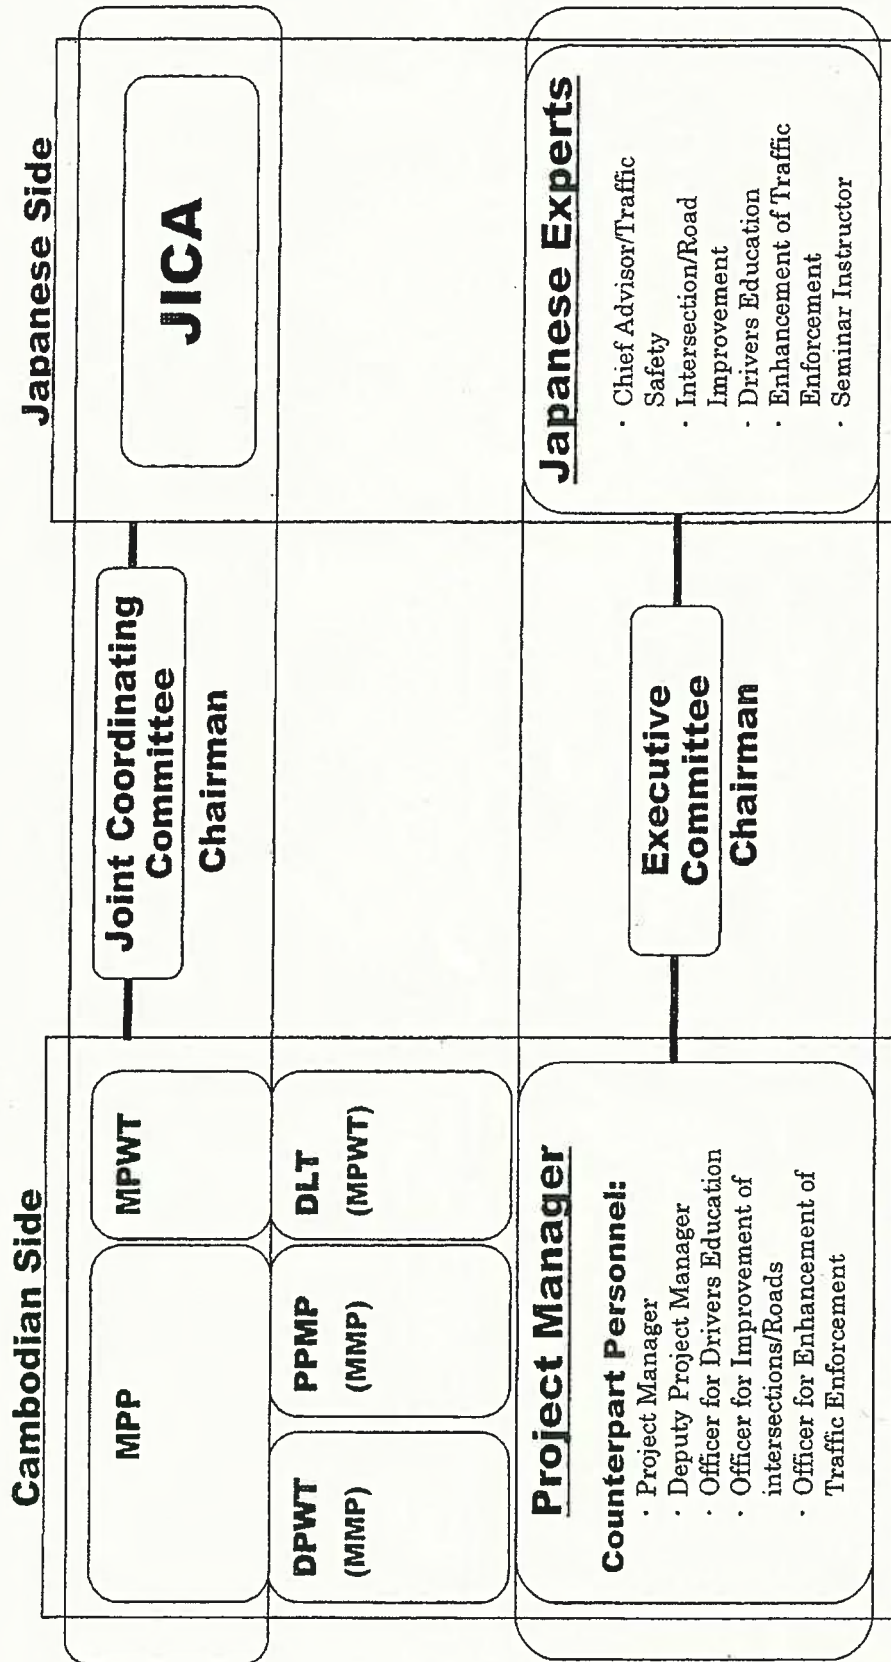 Cambodian Side
Japanese Side
MPP
MPWT
Joint Coordinating
Committee
Chairman
JICA
DPWT
(MMP)
PPMP
(MMP)
DLT
(MPWT)
Project Manager
Counterpart Personnel:
· Project Manager
· Deputy Project Manager
· Officer for Drivers Education
· Officer for Improvement of
intersections/Roads
· Officer for Enhancement of
Traffic Enforcement
Executive
Committee
Chairman
Japanese Experts
· Chief Advisor/Traffic
Safety
· Intersection/Road
Improvement
· Drivers Education
· Enhancement of Traffic
Enforcement
· Seminar Instructor